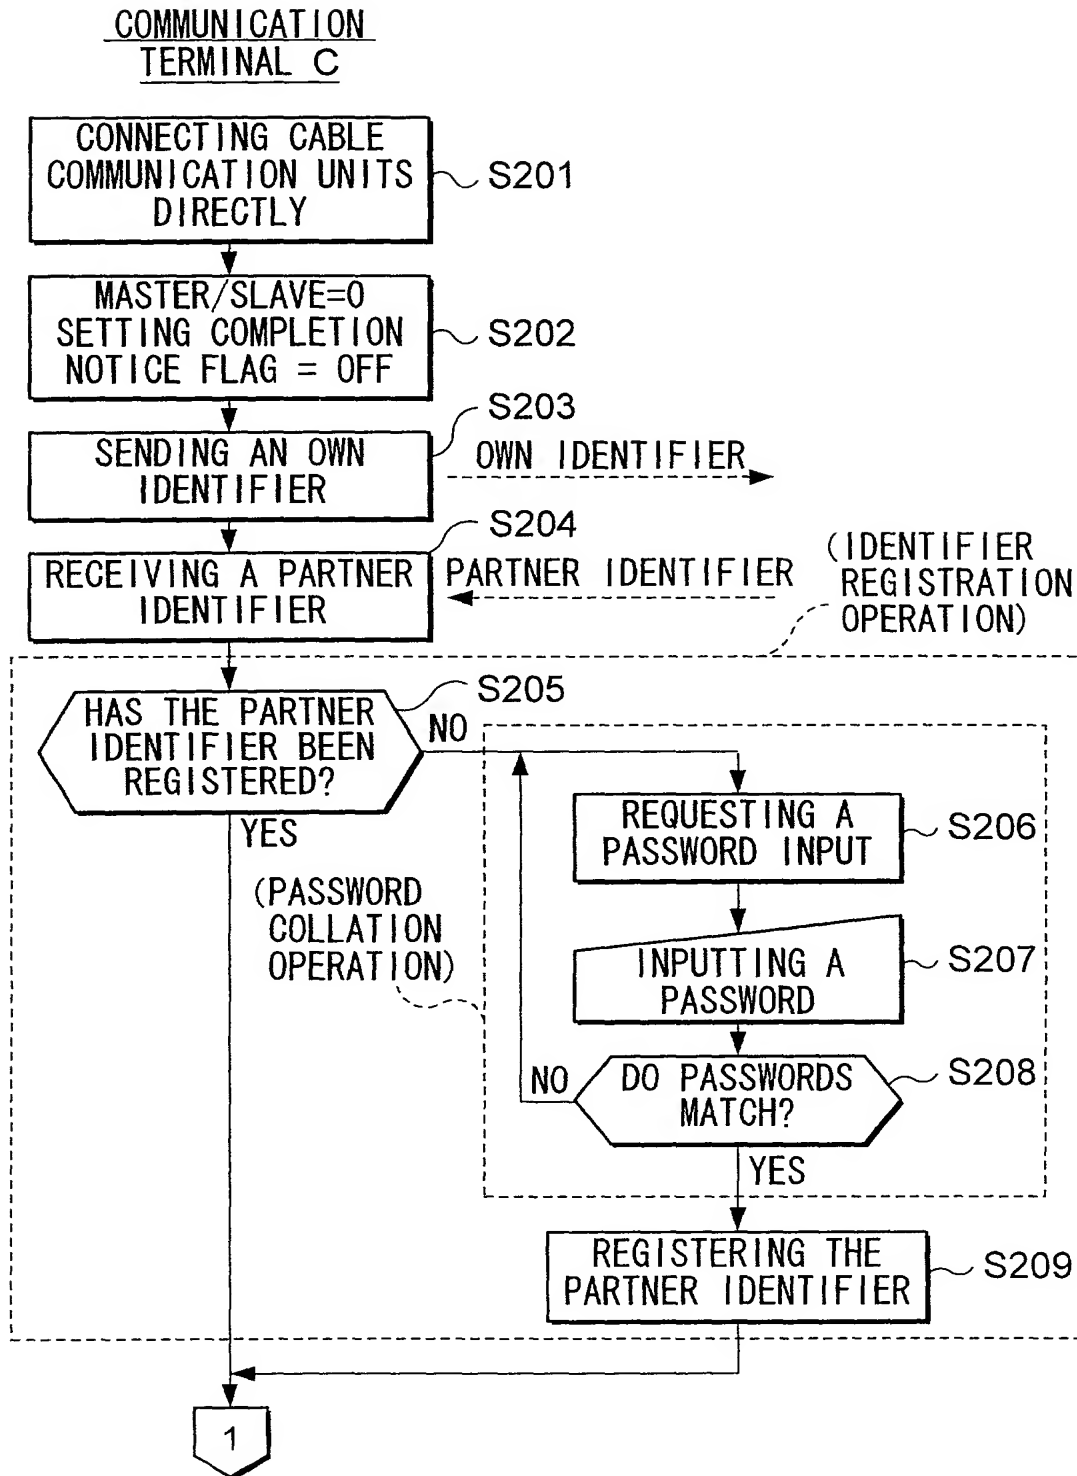 COMMUNICATION
TERMINAL C
CONNECTING CABLE
COMMUNICATION UNITS
DIRECTLY
S201
MASTER/SLAVE=0
SETTING COMPLETION
NOTICE FLAG = OFF
S202
S203
SENDING AN OWN
IDENTIFIER
OWN IDENTIFIER
S204
RECEIVING A PARTNER
IDENTIFIER
PARTNER IDENTIFIER
(IDENTIFIER
REGISTRATION
OPERATION)
S205
HAS THE PARTNER
IDENTIFIER BEEN
REGISTERED?
NO
YES
REQUESTING A
PASSWORD INPUT
S206
(PASSWORD
COLLATION
OPERATION)
INPUTTING A
PASSWORD
S207
NO
DO PASSWORDS
MATCH?
S208
YES
REGISTERING THE
PARTNER IDENTIFIER
S209
1